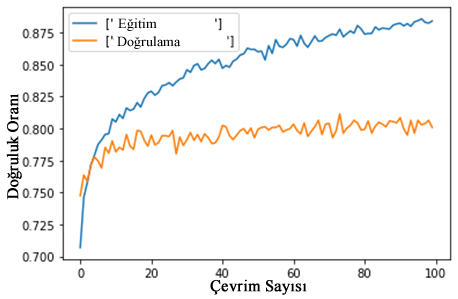 [' Eğitim ']
[' Doğrulama ']
Doğruluk Oranı
0.875
0.850
0.825
0.800
0.775
0.750
0.725
0.700
0 20 40 60 80 100
Çevrim Sayısı